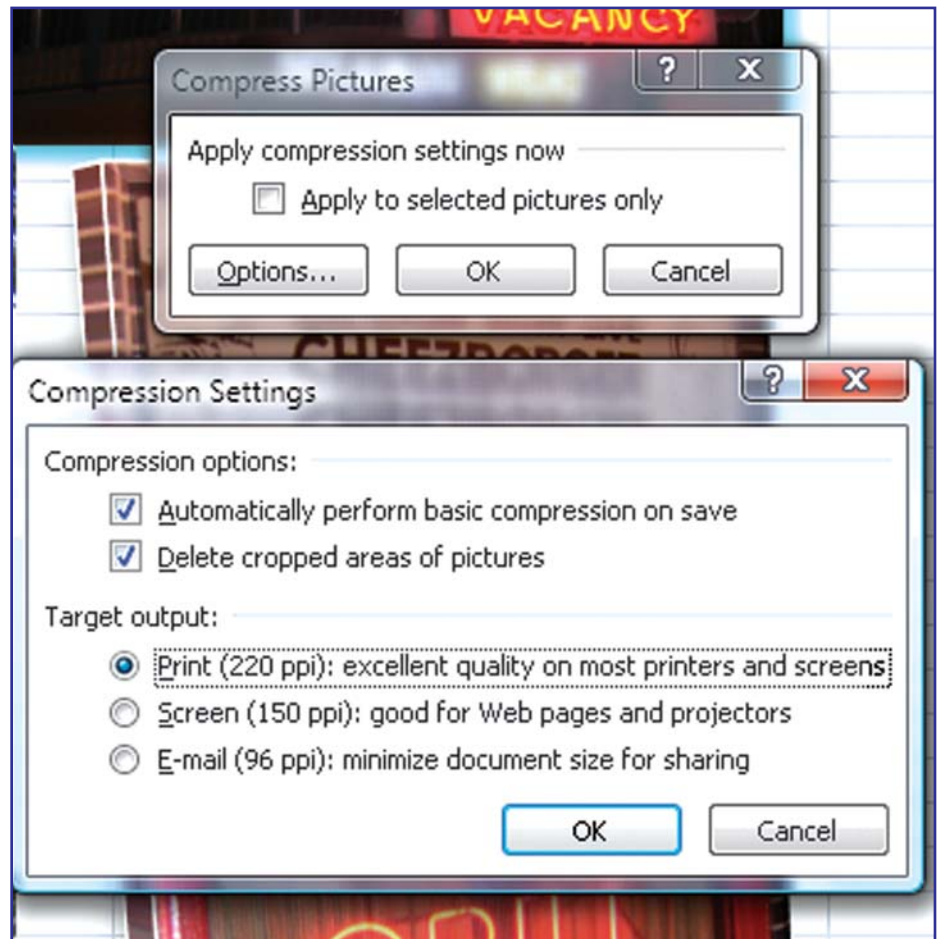 VACANCY
Compress Pictures
Apply compression settings now
Apply to selected pictures only
Options...
OK
Cancel
CHEEZBORGER
Compression Settings
Compression options:
Automatically perform basic compression on save
Delete cropped areas of pictures
Target output:
Print (220 ppi): excellent quality on most printers and screens
Screen (150 ppi): good for Web pages and projectors
E-mail (96 ppi): minimize document size for sharing
OK
Cancel